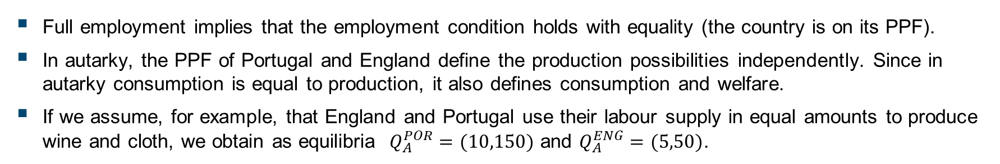 ▪ Full employment implies that the employment condition holds with equality (the country is on its PPF).
▪ In autarky, the PPF of Portugal and England define the production possibilities independently. Since in
autarky consumption is equal to production, it also defines consumption and welfare.
▪ If we assume, for example, that England and Portugal use their labour supply in equal amounts to produce
wine and cloth, we obtain as equilibria $Q_A^{POR} = (10,150)$ and $Q_A^{ENG} = (5,50)$.